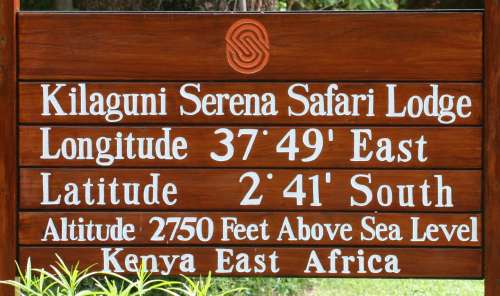 Kilaguni Serena Safari Lodge
Longitude 37°49' East
Latitude 2°41' South
Altitude 2750 Feet Above Sea Level
Kenya East Africa